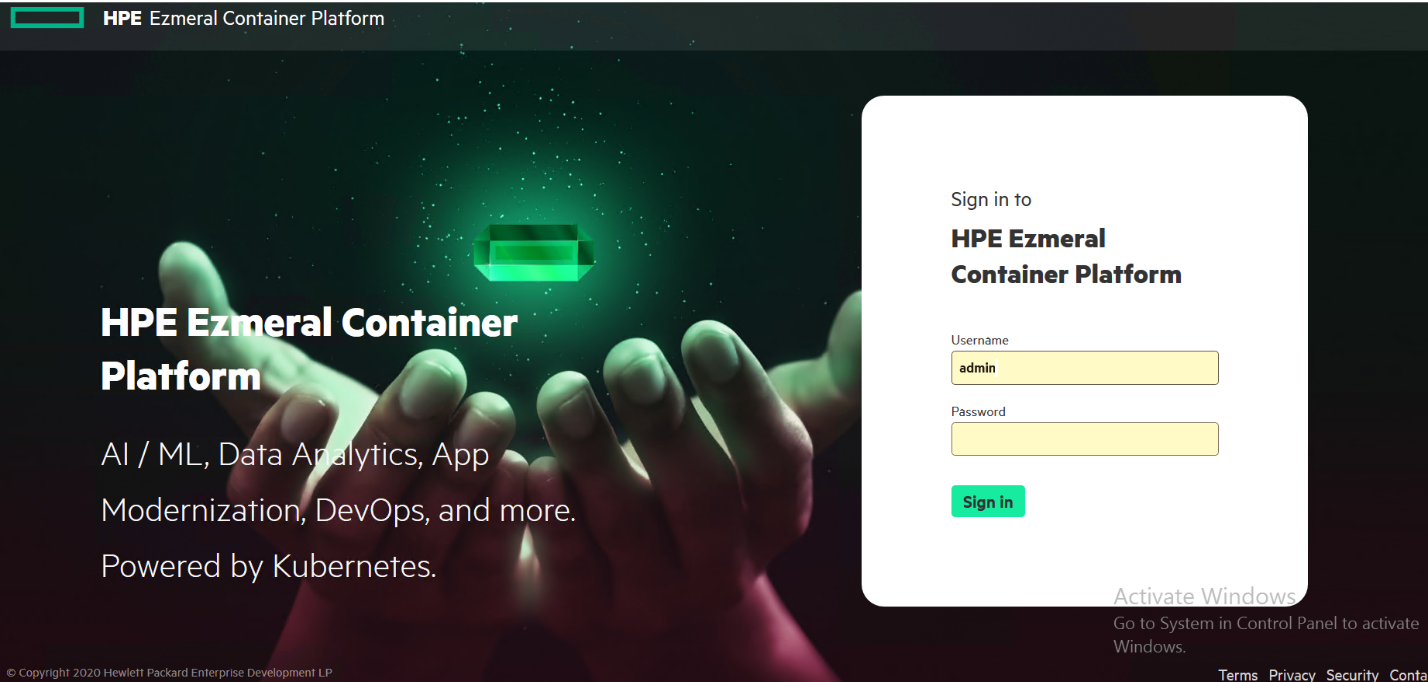 HPE Ezmeral Container Platform
HPE Ezmeral Container
Platform
AI / ML, Data Analytics, App
Modernization, DevOps, and more.
Powered by Kubernetes.
Sign in to
HPE Ezmeral
Container Platform
Username
admin
Password
Sign in
Activate Windows
Go to System in Control Panel to activate
Windows.
© Copyright 2020 Hewlett Packard Enterprise Development LP
Terms Privacy Security Conta